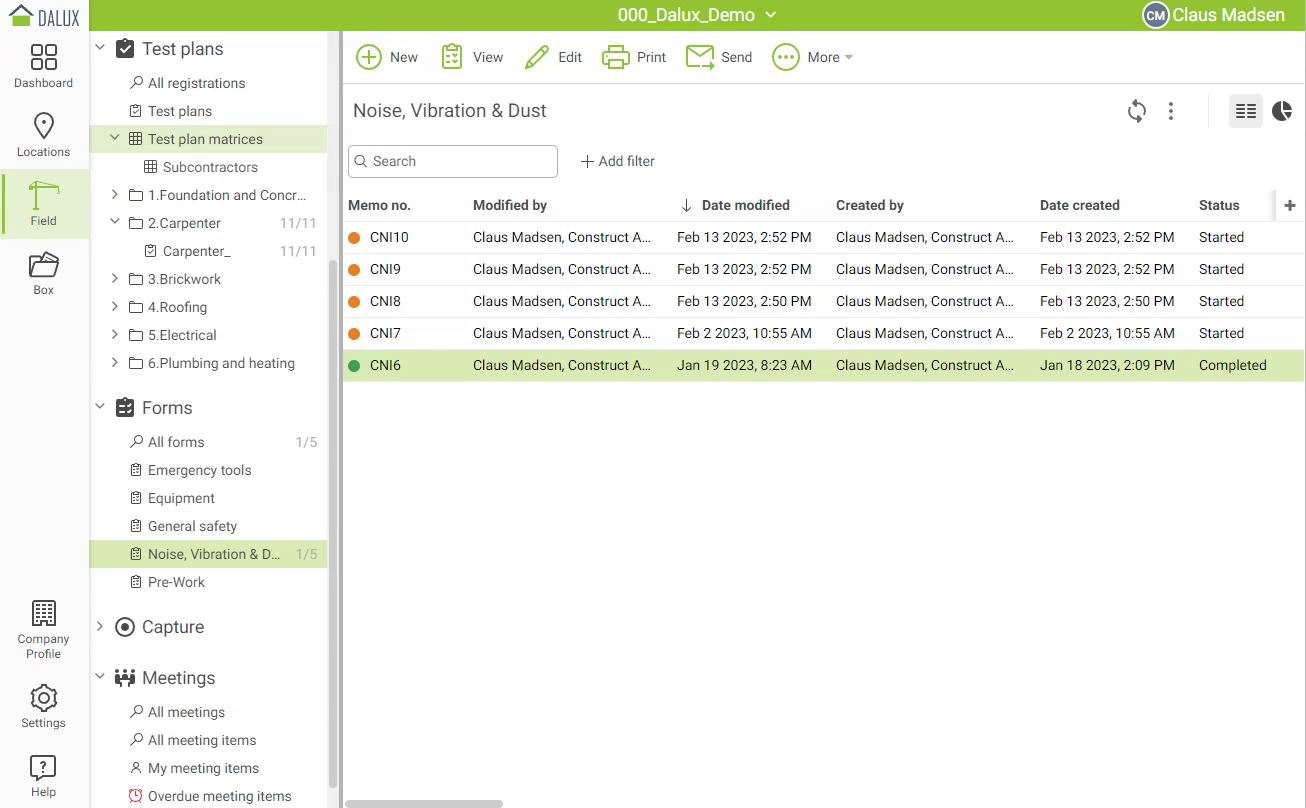 DALUX
000_Dalux_Demo
CM Claus Madsen
Dashboard
Locations
Field
Box
Company
Profile
Settings
Help
Test plans
All registrations
Test plans
Test plan matrices
Subcontractors
1.Foundation and Concr...
2.Carpenter 11/11
Carpenter_ 11/11
3.Brickwork
4.Roofing
5.Electrical
6.Plumbing and heating
Forms
All forms 1/5
Emergency tools
Equipment
General safety
Noise, Vibration & D... 1/5
Pre-Work
Capture
Meetings
All meetings
All meeting items
My meeting items
Overdue meeting items
New View Edit Print Send More
Noise, Vibration & Dust
Search Add filter
Memo no. Modified by Date modified Created by Date created Status
CNI10 Claus Madsen, Construct A... Feb 13 2023, 2:52 PM Claus Madsen, Construct A... Feb 13 2023, 2:52 PM Started
CNI9 Claus Madsen, Construct A... Feb 13 2023, 2:52 PM Claus Madsen, Construct A... Feb 13 2023, 2:52 PM Started
CNI8 Claus Madsen, Construct A... Feb 13 2023, 2:50 PM Claus Madsen, Construct A... Feb 13 2023, 2:50 PM Started
CNI7 Claus Madsen, Construct A... Feb 2 2023, 10:55 AM Claus Madsen, Construct A... Feb 2 2023, 10:55 AM Started
CNI6 Claus Madsen, Construct A... Jan 19 2023, 8:23 AM Claus Madsen, Construct A... Jan 18 2023, 2:09 PM Completed